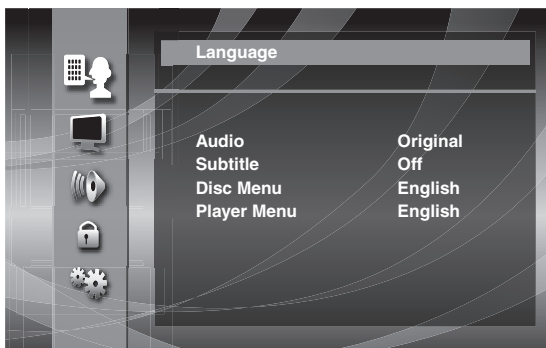 Language
Audio Original
Subtitle Off
Disc Menu English
Player Menu English